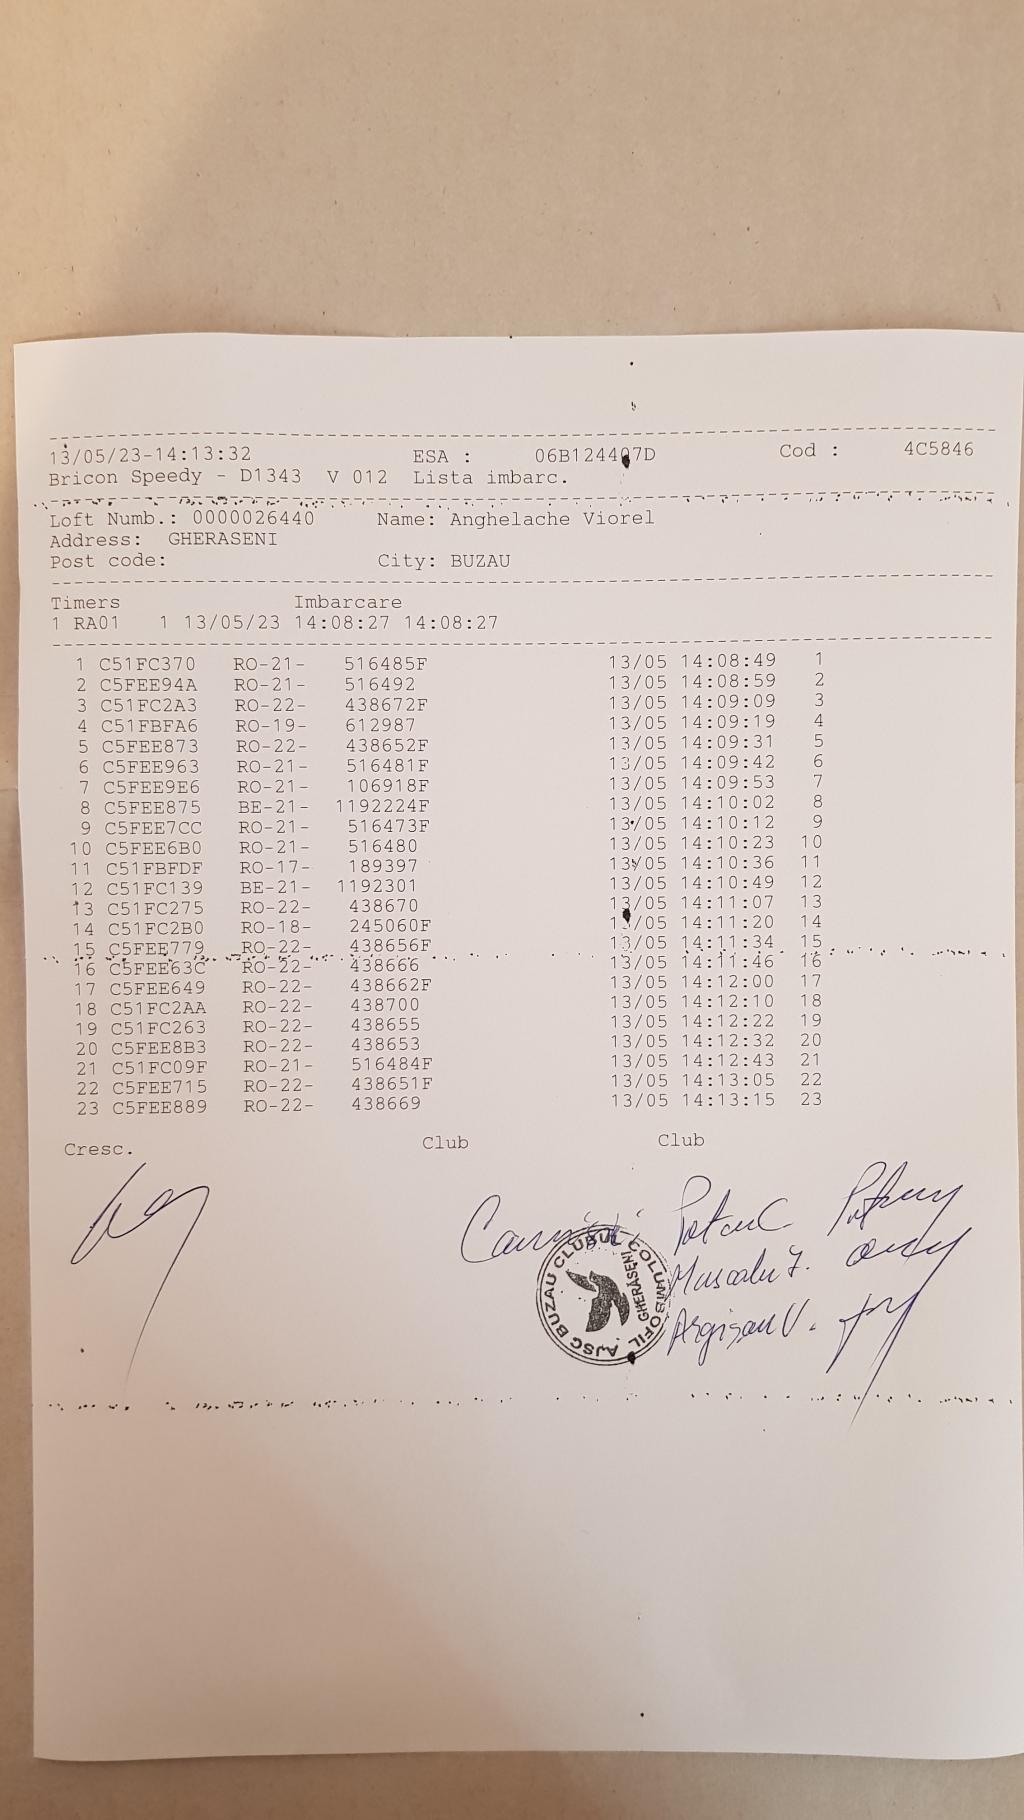 13/05/23-14:13:32 ESA : 06B124407D Cod : 4C5846
Bricon Speedy - D1343 V 012 Lista imbarc.
Loft Numb.: 0000026440 Name: Anghelache Viorel
Address: GHERASENI
Post code: City: BUZAU
Timers Imbarcare
1 RA01 1 13/05/23 14:08:27 14:08:27
1 C51FC370 RO-21- 516485F 13/05 14:08:49 1
2 C5FEE94A RO-21- 516492 13/05 14:08:59 2
3 C51FC2A3 RO-22- 438672F 13/05 14:09:09 3
4 C51FBFA6 RO-19- 612987 13/05 14:09:19 4
5 C5FEE873 RO-22- 438652F 13/05 14:09:31 5
6 C5FEE963 RO-21- 516481F 13/05 14:09:42 6
7 C5FEE9E6 RO-21- 106918F 13/05 14:09:53 7
8 C5FEE875 BE-21- 1192224F 13/05 14:10:02 8
9 C5FEE7CC RO-21- 516473F 13/05 14:10:12 9
10 C5FEE6B0 RO-21- 516480 13/05 14:10:23 10
11 C51FBFDF RO-17- 189397 13/05 14:10:36 11
12 C51FC139 BE-21- 1192301 13/05 14:10:49 12
13 C51FC275 RO-22- 438670 13/05 14:11:07 13
14 C51FC2B0 RO-18- 245060F 13/05 14:11:20 14
15 C5FEE779 RO-22- 438656F 13/05 14:11:34 15
16 C5FEE63C RO-22- 438666 13/05 14:11:46 16
17 C5FEE649 RO-22- 438662F 13/05 14:12:00 17
18 C51FC2AA RO-22- 438700 13/05 14:12:10 18
19 C51FC263 RO-22- 438655 13/05 14:12:22 19
20 C5FEE8B3 RO-22- 438653 13/05 14:12:32 20
21 C51FC09F RO-21- 516484F 13/05 14:12:43 21
22 C5FEE715 RO-22- 438651F 13/05 14:13:05 22
23 C5FEE889 RO-22- 438669 13/05 14:13:15 23
Cresc. Club Club
AJSC BUZAU CLUBUL COLUMBOFIL
GHERASENI